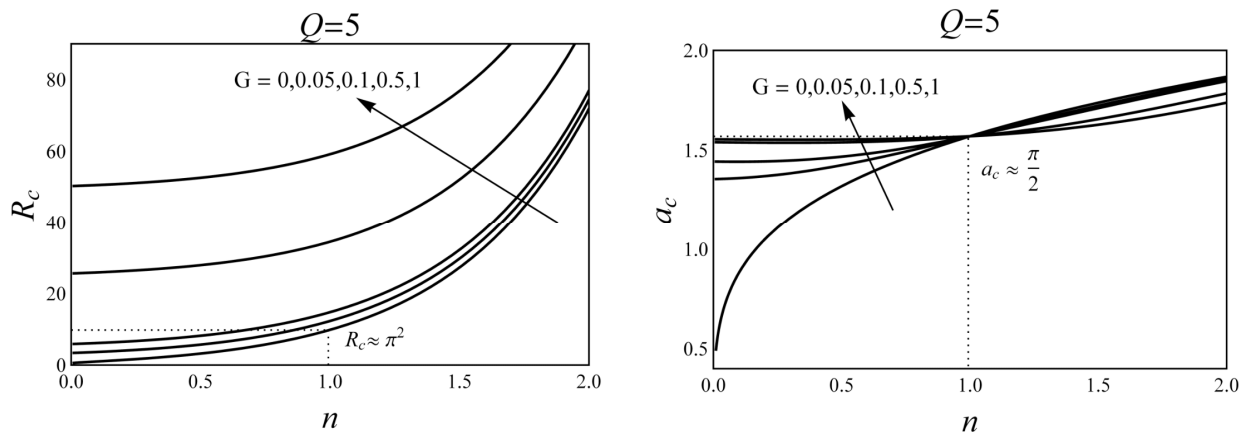 Q=5
G = 0,0.05,0.1,0.5,1
80
60
40
20
0
R_c
R_c ≈ π²
0.0 0.5 1.0 1.5 2.0
n
Q=5
G = 0,0.05,0.1,0.5,1
2.0
1.5
1.0
0.5
a_c
a_c ≈ π/2
0.0 0.5 1.0 1.5 2.0
n